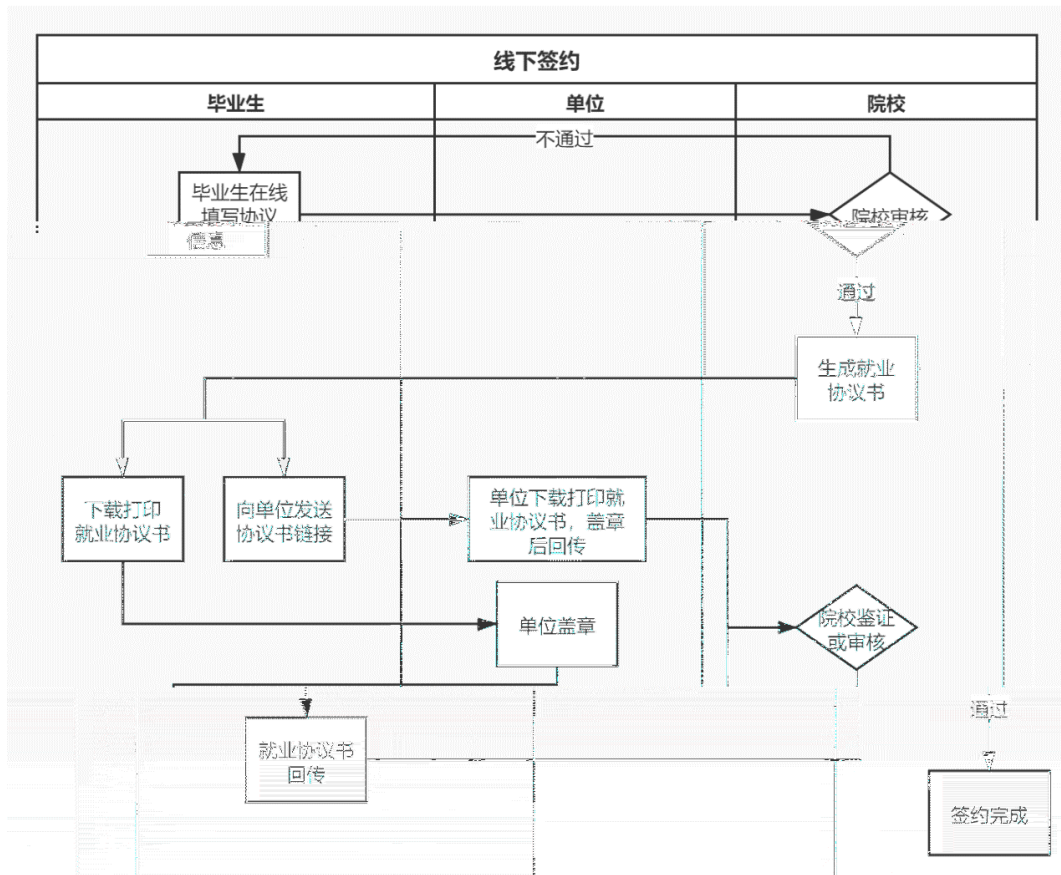 线下签约
毕业生
单位
院校
不通过
毕业生在线
填写协议
信息
院校审核
通过
生成就业
协议书
下载打印
就业协议书
向单位发送
协议书链接
单位下载打印就
业协议书，盖章
后回传
单位盖章
院校鉴证
或审核
就业协议书
回传
通过
签约完成